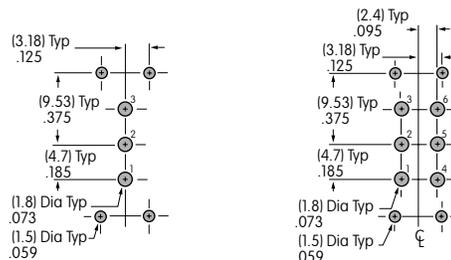 (3.18) Typ
.125
(9.53) Typ
.375
(4.7) Typ
.185
(1.8) Dia Typ
.073
(1.5) Dia Typ
.059
3
2
1
(2.4) Typ
.095
(3.18) Typ
.125
(9.53) Typ
.375
(4.7) Typ
.185
(1.8) Dia Typ
.073
(1.5) Dia Typ
.059
3 6
2 5
1 4
℄